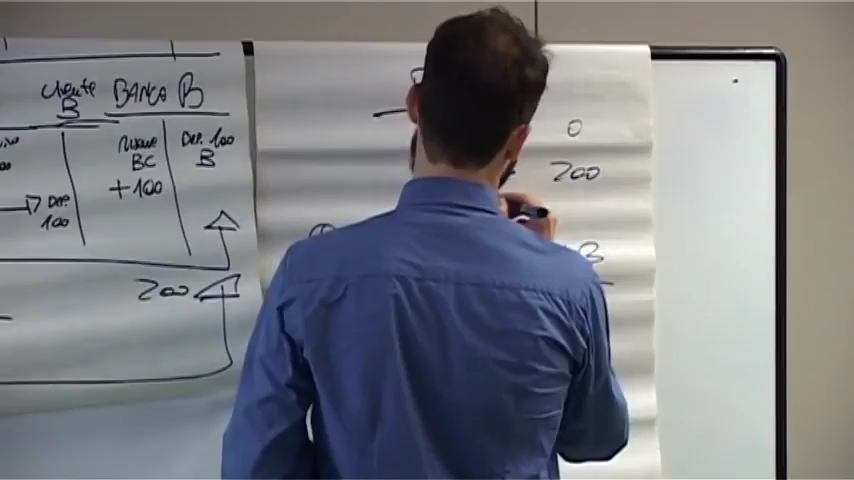 cliente
B
BANCA B
RISERVE
BC
+100
DEP. 100
B
DEP.
100
200
0
200
B